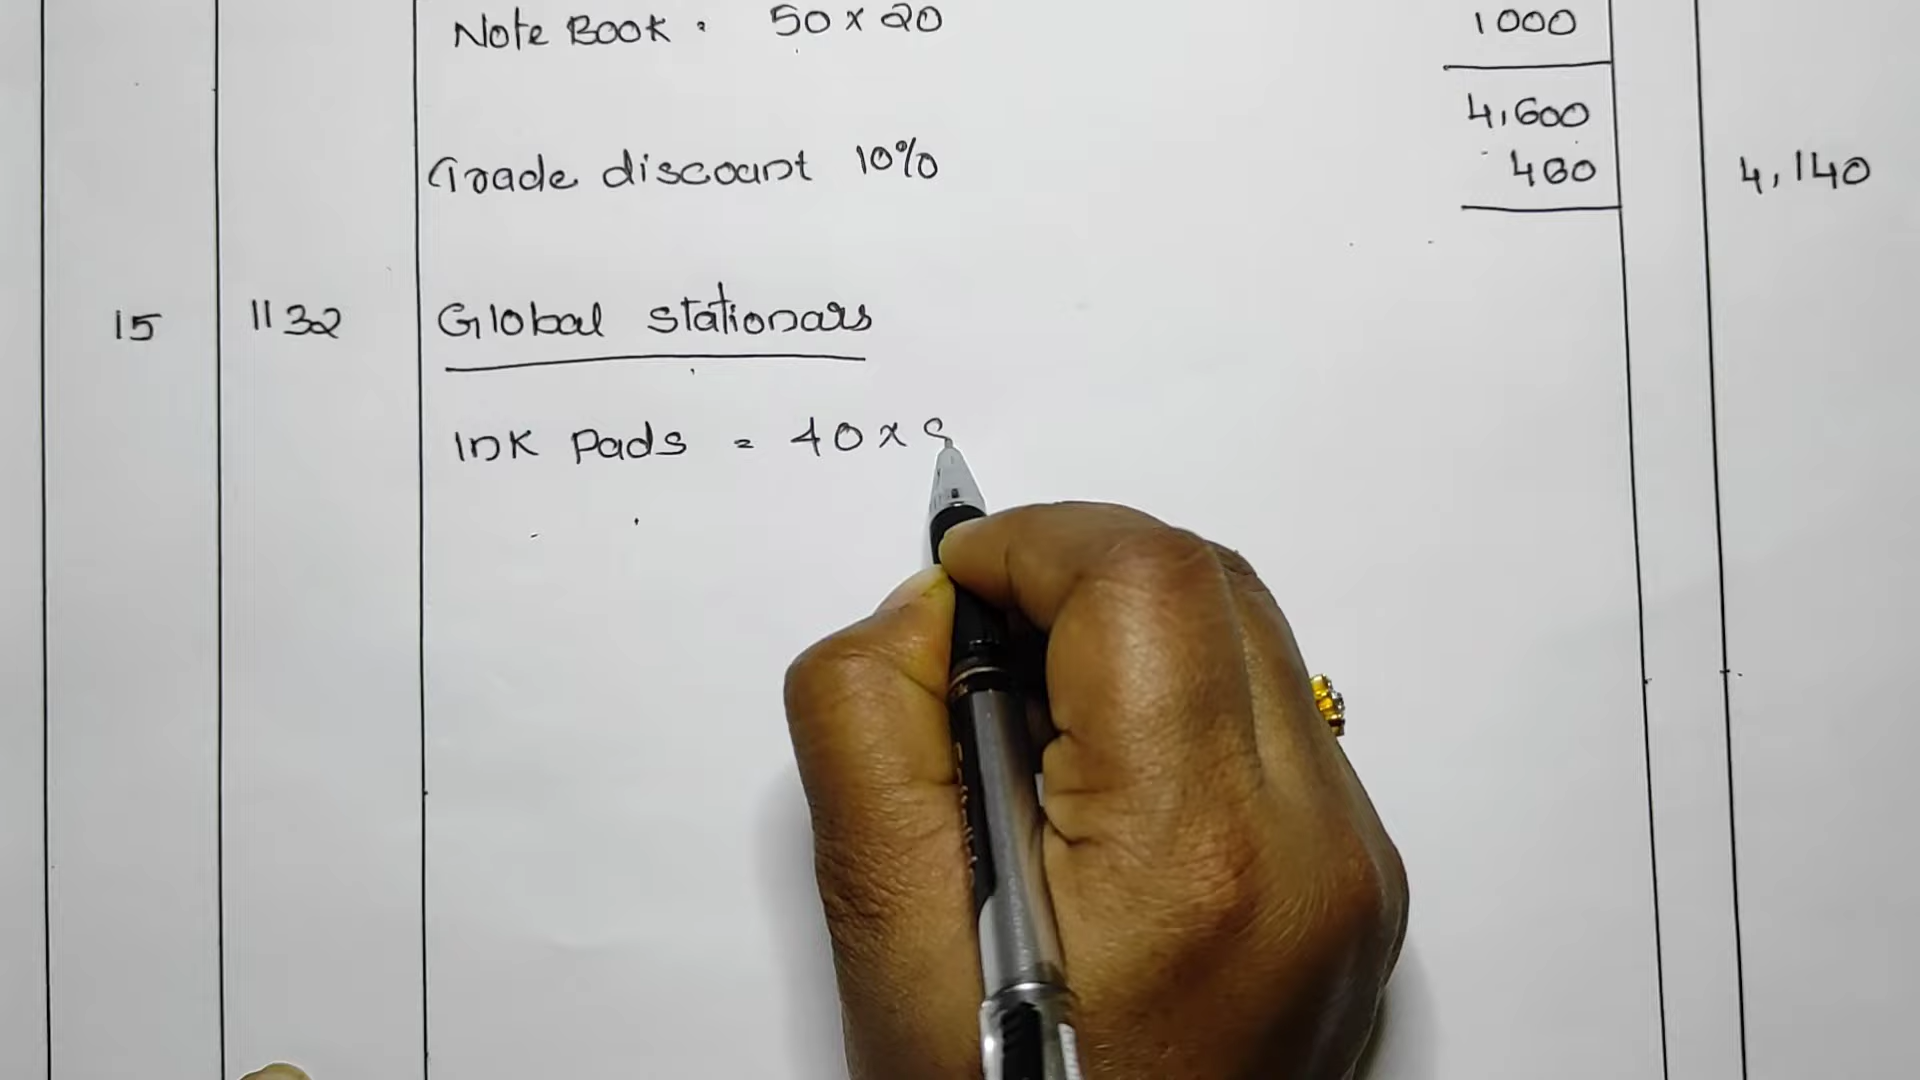 Note Book = 50 x 20 1000
4,600
Trade discount 10% 460 4,140
15 1132 Global stationars
Ink Pads = 40 x